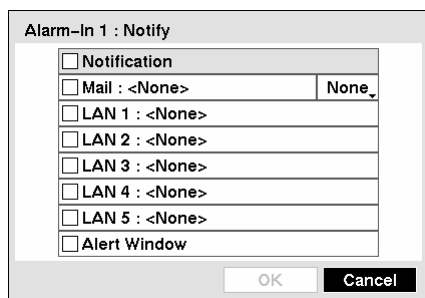 Alarm-In 1 : Notify
Notification
Mail : <None> None
LAN 1 : <None>
LAN 2 : <None>
LAN 3 : <None>
LAN 4 : <None>
LAN 5 : <None>
Alert Window
OK Cancel